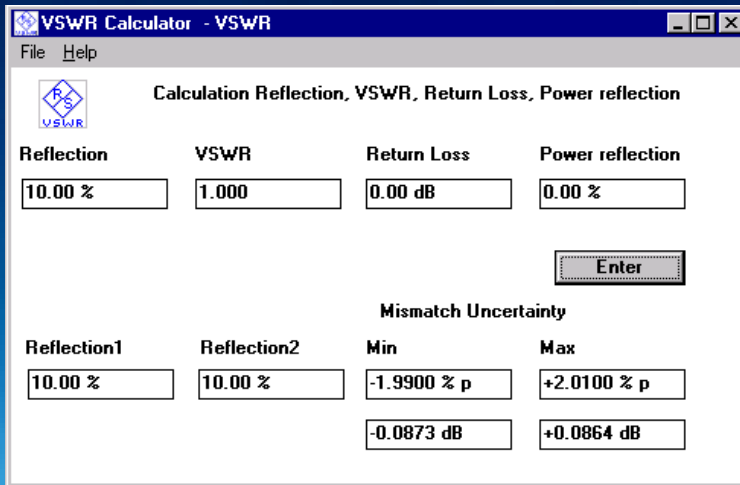 VSWR Calculator - VSWR
File Help
R S
VSWR
Calculation Reflection, VSWR, Return Loss, Power reflection
Reflection VSWR Return Loss Power reflection
10.00 % 1.000 0.00 dB 0.00 %
Enter
Mismatch Uncertainty
Reflection1 Reflection2 Min Max
10.00 % 10.00 % -1.9900 % p +2.0100 % p
-0.0873 dB +0.0864 dB